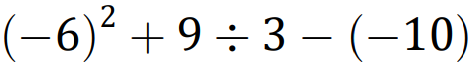 (−6)² + 9 ÷ 3 − (−10)